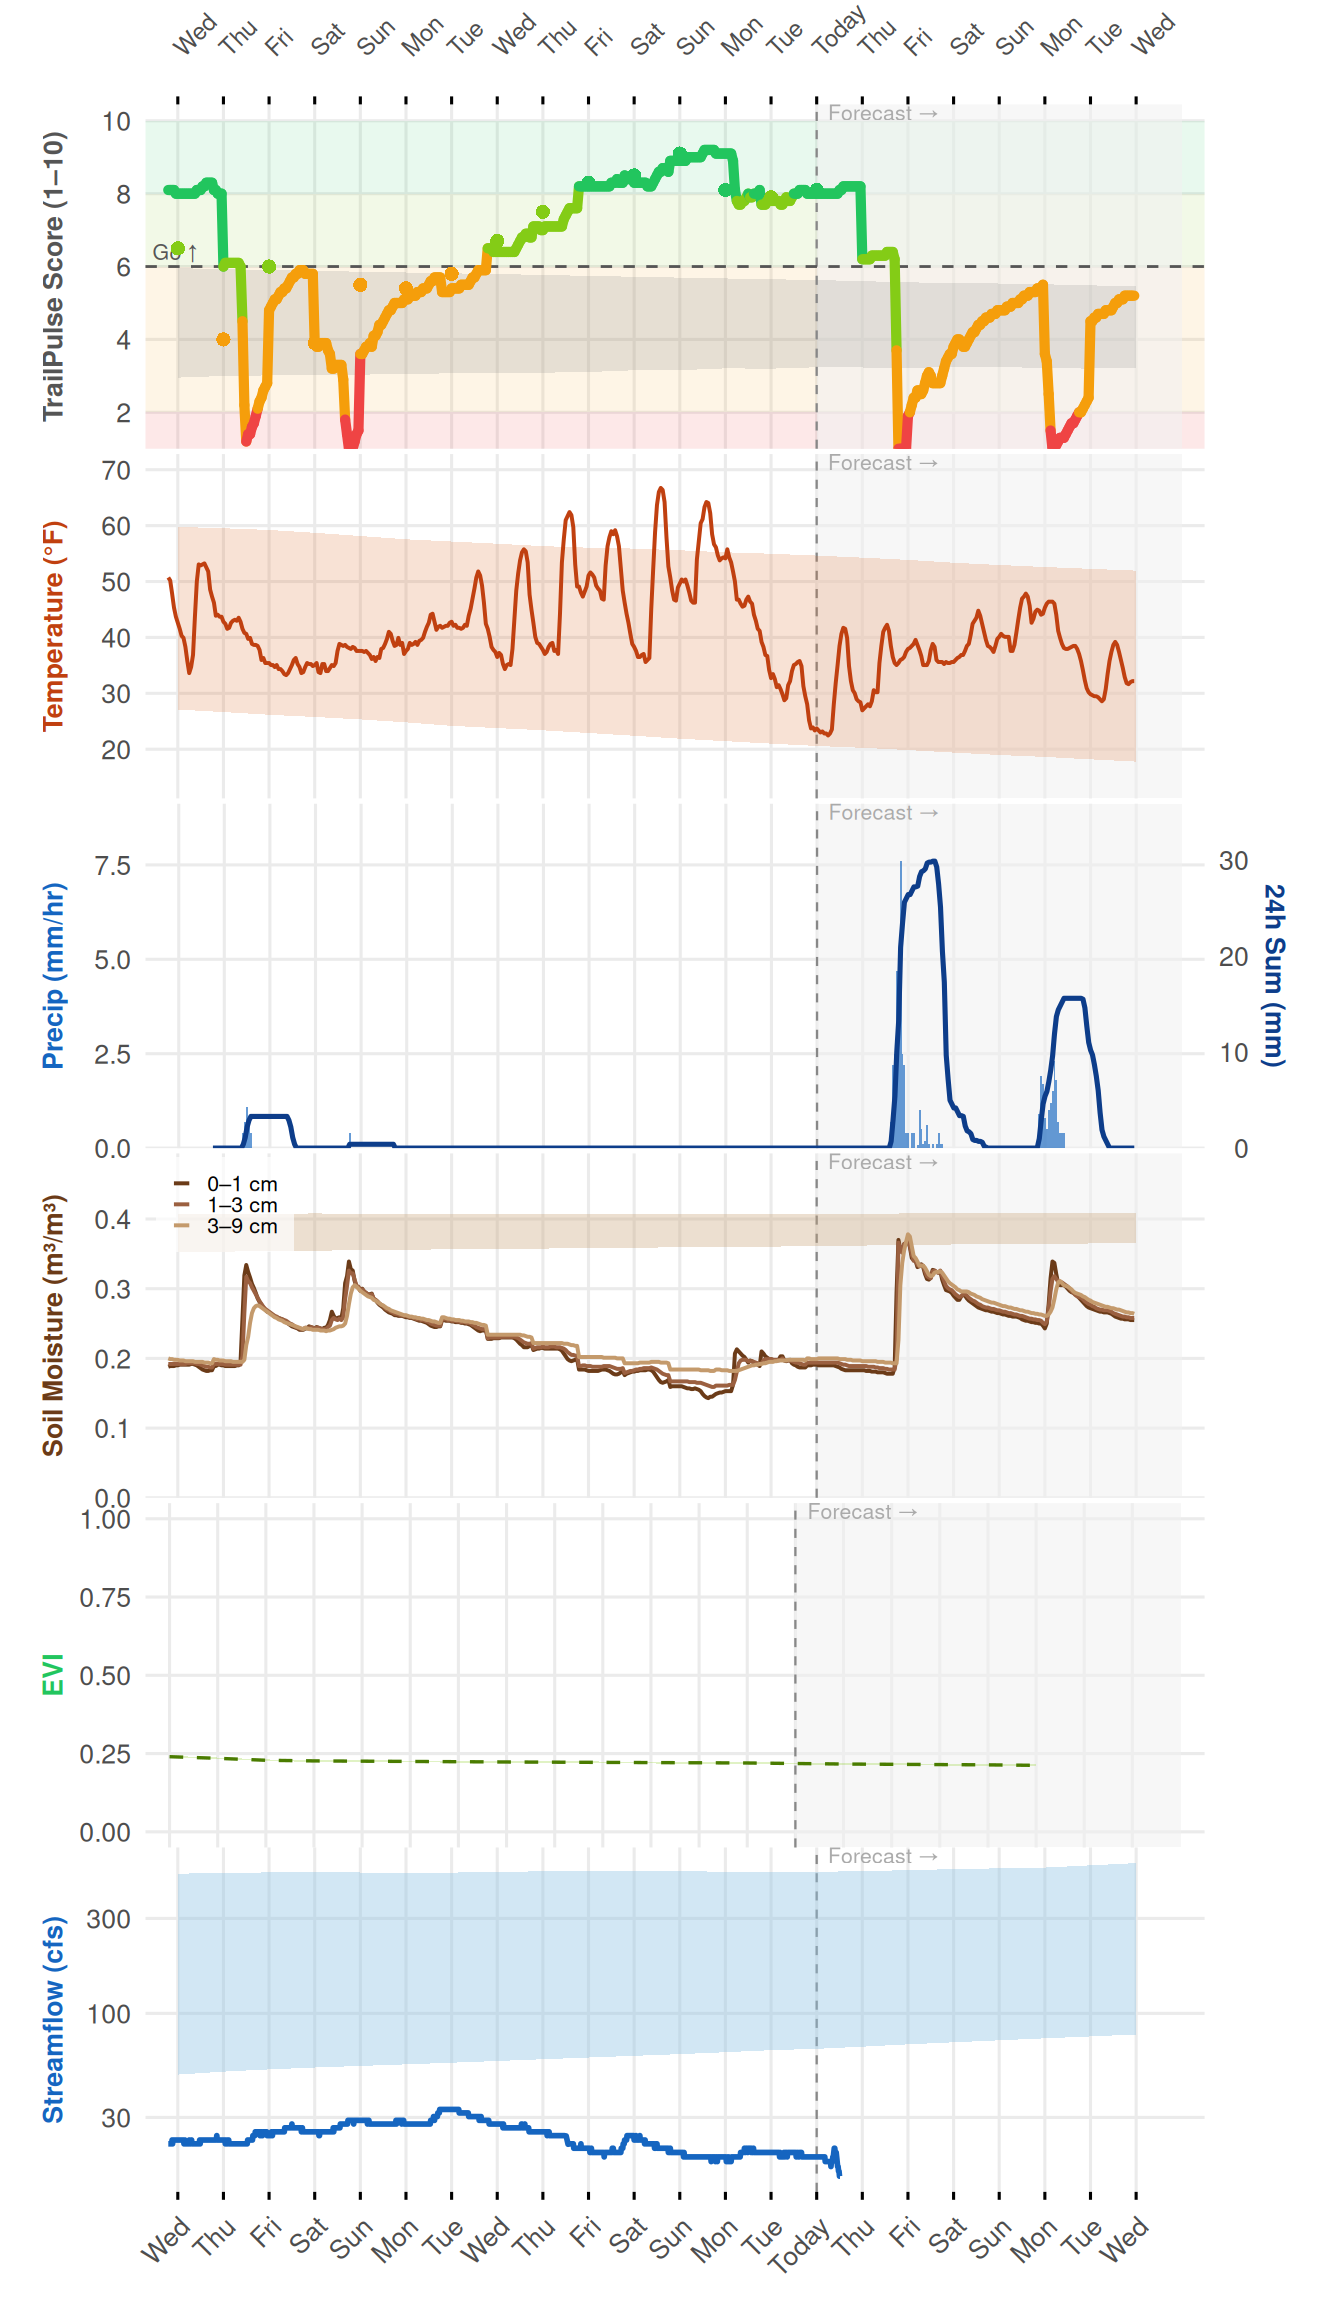 Wed Thu Fri Sat Sun Mon Tue Wed Thu Fri Sat Sun Mon Tue Today Thu Fri Sat Sun Mon Tue Wed
TrailPulse Score (1–10)
10
8
6
4
2
Go ↑
Forecast →
Temperature (°F)
70
60
50
40
30
20
Forecast →
Precip (mm/hr)
7.5
5.0
2.5
0.0
Forecast →
30
20
10
0
24h Sum (mm)
Soil Moisture (m³/m³)
0.4
0.3
0.2
0.1
0.0
0–1 cm
1–3 cm
3–9 cm
Forecast →
EVI
1.00
0.75
0.50
0.25
0.00
Forecast →
Streamflow (cfs)
300
100
30
Forecast →
Wed Thu Fri Sat Sun Mon Tue Wed Thu Fri Sat Sun Mon Tue Today Thu Fri Sat Sun Mon Tue Wed